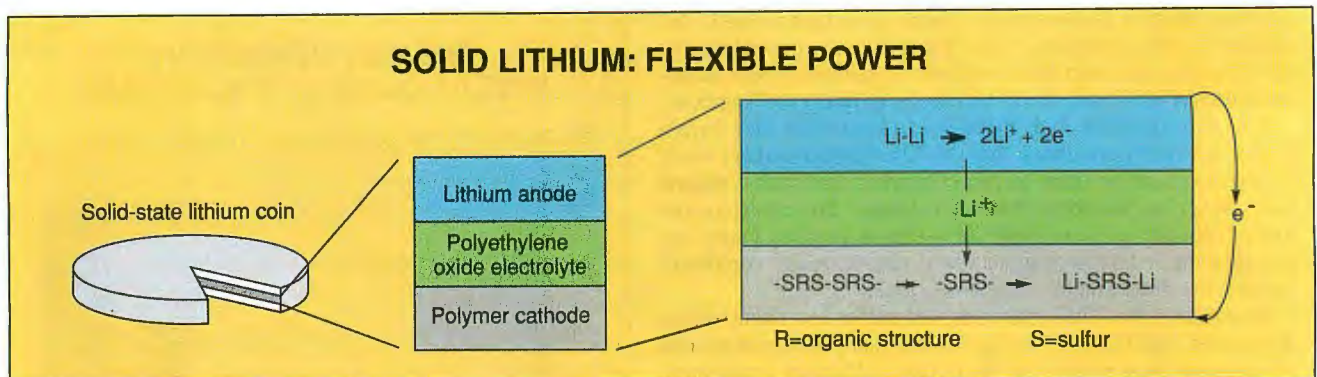 SOLID LITHIUM: FLEXIBLE POWER
Solid-state lithium coin
Lithium anode
Polyethylene
oxide electrolyte
Polymer cathode
Li-Li → 2Li⁺ + 2e⁻
Li⁺
e⁻
-SRS-SRS- → -SRS- → Li-SRS-Li
R=organic structure S=sulfur